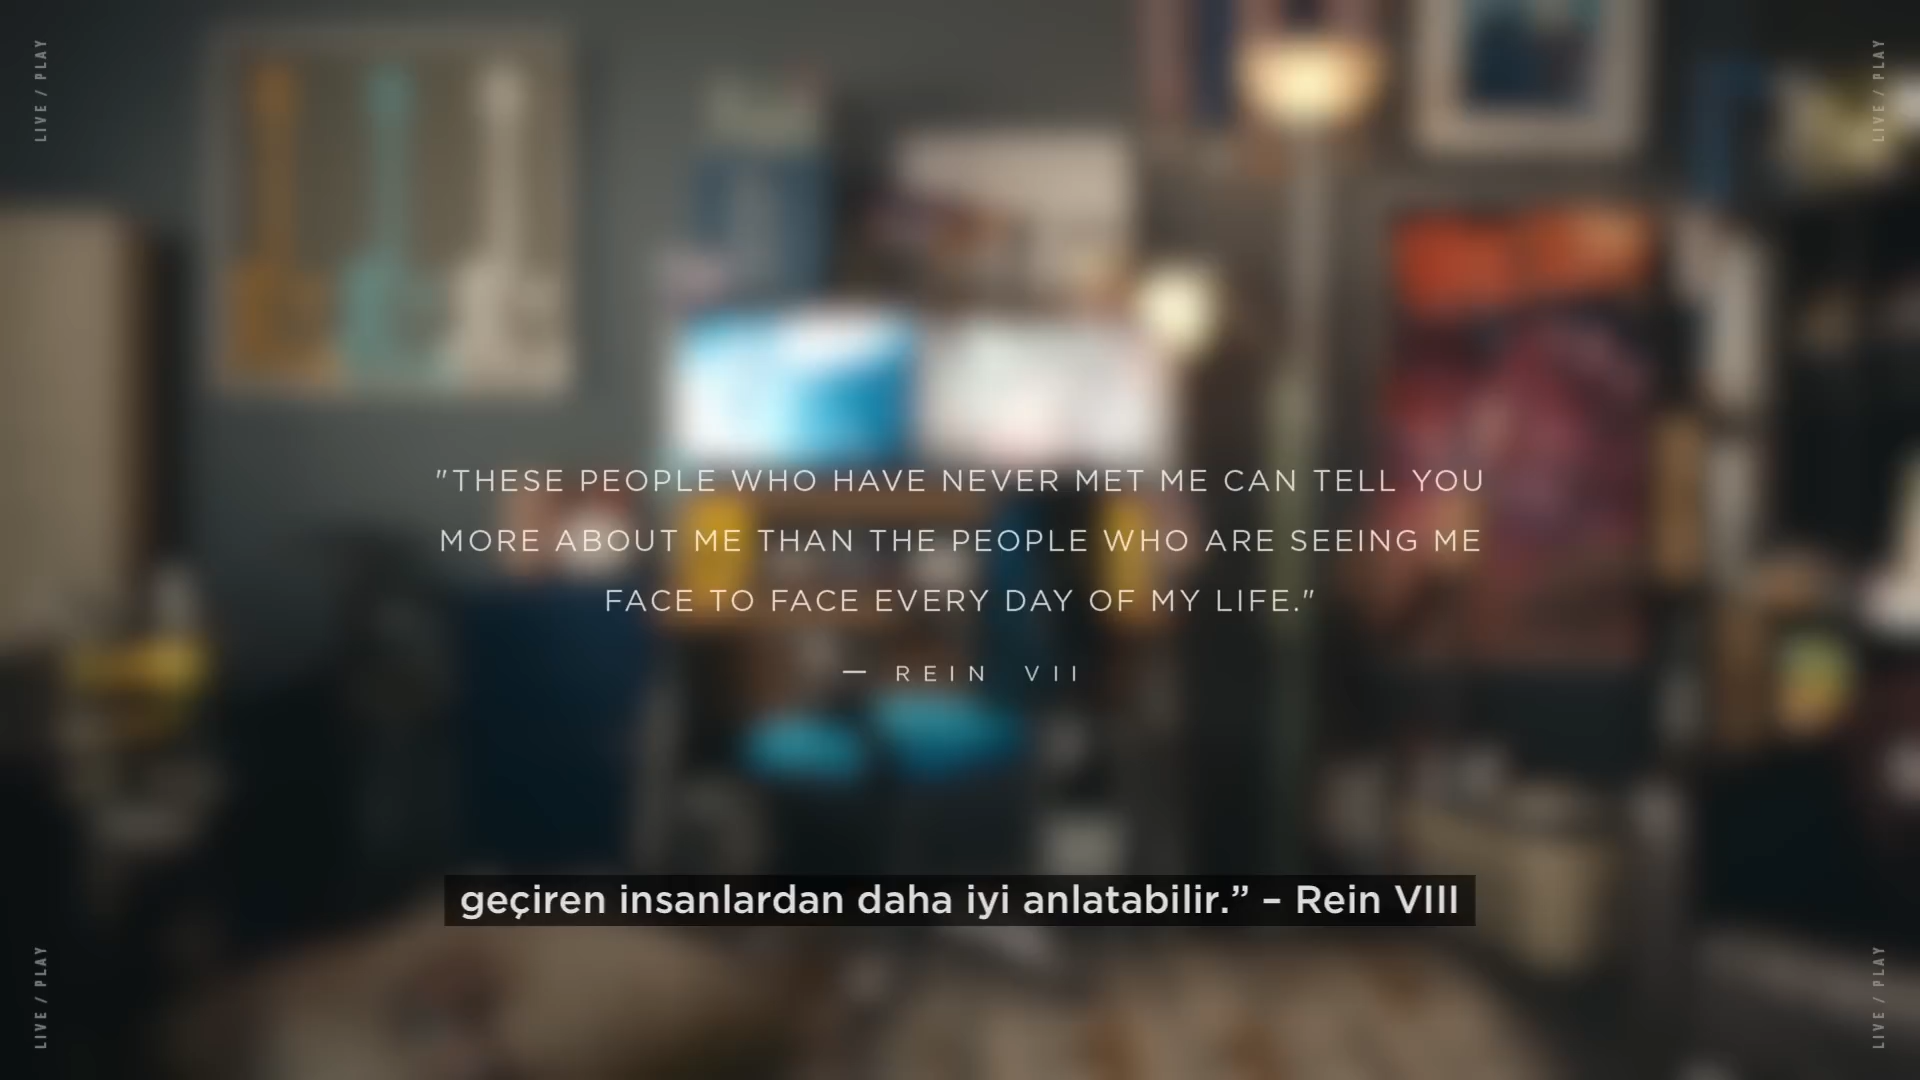 LIVE / PLAY
LIVE / PLAY
"THESE PEOPLE WHO HAVE NEVER MET ME CAN TELL YOU
MORE ABOUT ME THAN THE PEOPLE WHO ARE SEEING ME
FACE TO FACE EVERY DAY OF MY LIFE."
— REIN VII
geçiren insanlardan daha iyi anlatabilir.” – Rein VIII
LIVE / PLAY
LIVE / PLAY